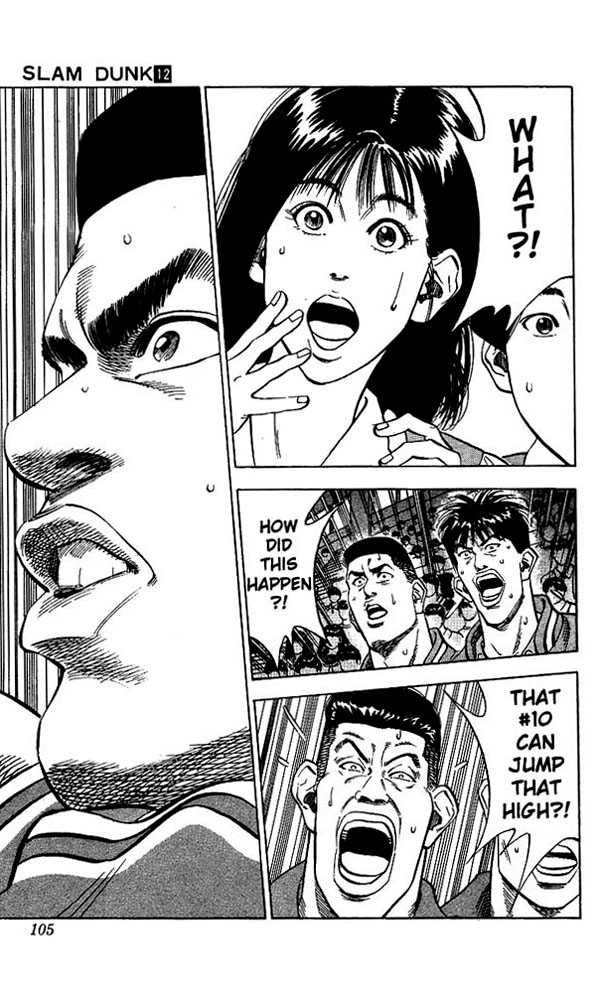 SLAM DUNK 12
WHAT?!
HOW
DID
THIS
HAPPEN
?!
THAT
#10
CAN
JUMP
THAT
HIGH?!
105